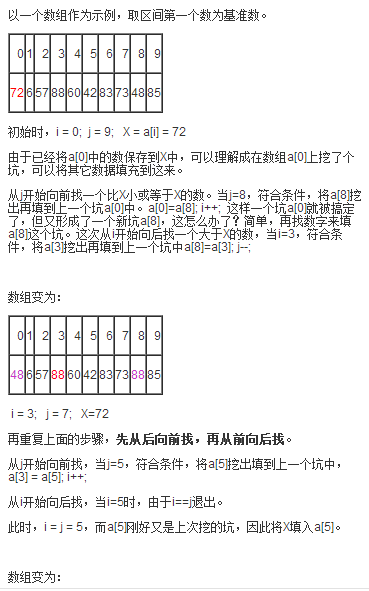 以一个数组作为示例，取区间第一个数为基准数。
0 1 2 3 4 5 6 7 8 9
72 6 57 88 60 42 83 73 48 85
初始时，i = 0;  j = 9;   X = a[i] = 72
由于已经将a[0]中的数保存到X中，可以理解成在数组a[0]上挖了个
坑，可以将其它数据填充到这来。
从j开始向前找一个比X小或等于X的数。当j=8，符合条件，将a[8]挖
出再填到上一个坑a[0]中。a[0]=a[8]; i++;  这样一个坑a[0]就被搞定
了，但又形成了一个新坑a[8]，这怎么办了？简单，再找数字来填
a[8]这个坑。这次从i开始向后找一个大于X的数，当i=3，符合条
件，将a[3]挖出再填到上一个坑中a[8]=a[3]; j--;
数组变为：
0 1 2 3 4 5 6 7 8 9
48 6 57 88 60 42 83 73 88 85
i = 3;   j = 7;   X=72
再重复上面的步骤，先从后向前找，再从前向后找。
从j开始向前找，当j=5，符合条件，将a[5]挖出填到上一个坑中，
a[3] = a[5]; i++;
从i开始向后找，当i=5时，由于i==j退出。
此时，i = j = 5，而a[5]刚好又是上次挖的坑，因此将X填入a[5]。
数组变为：